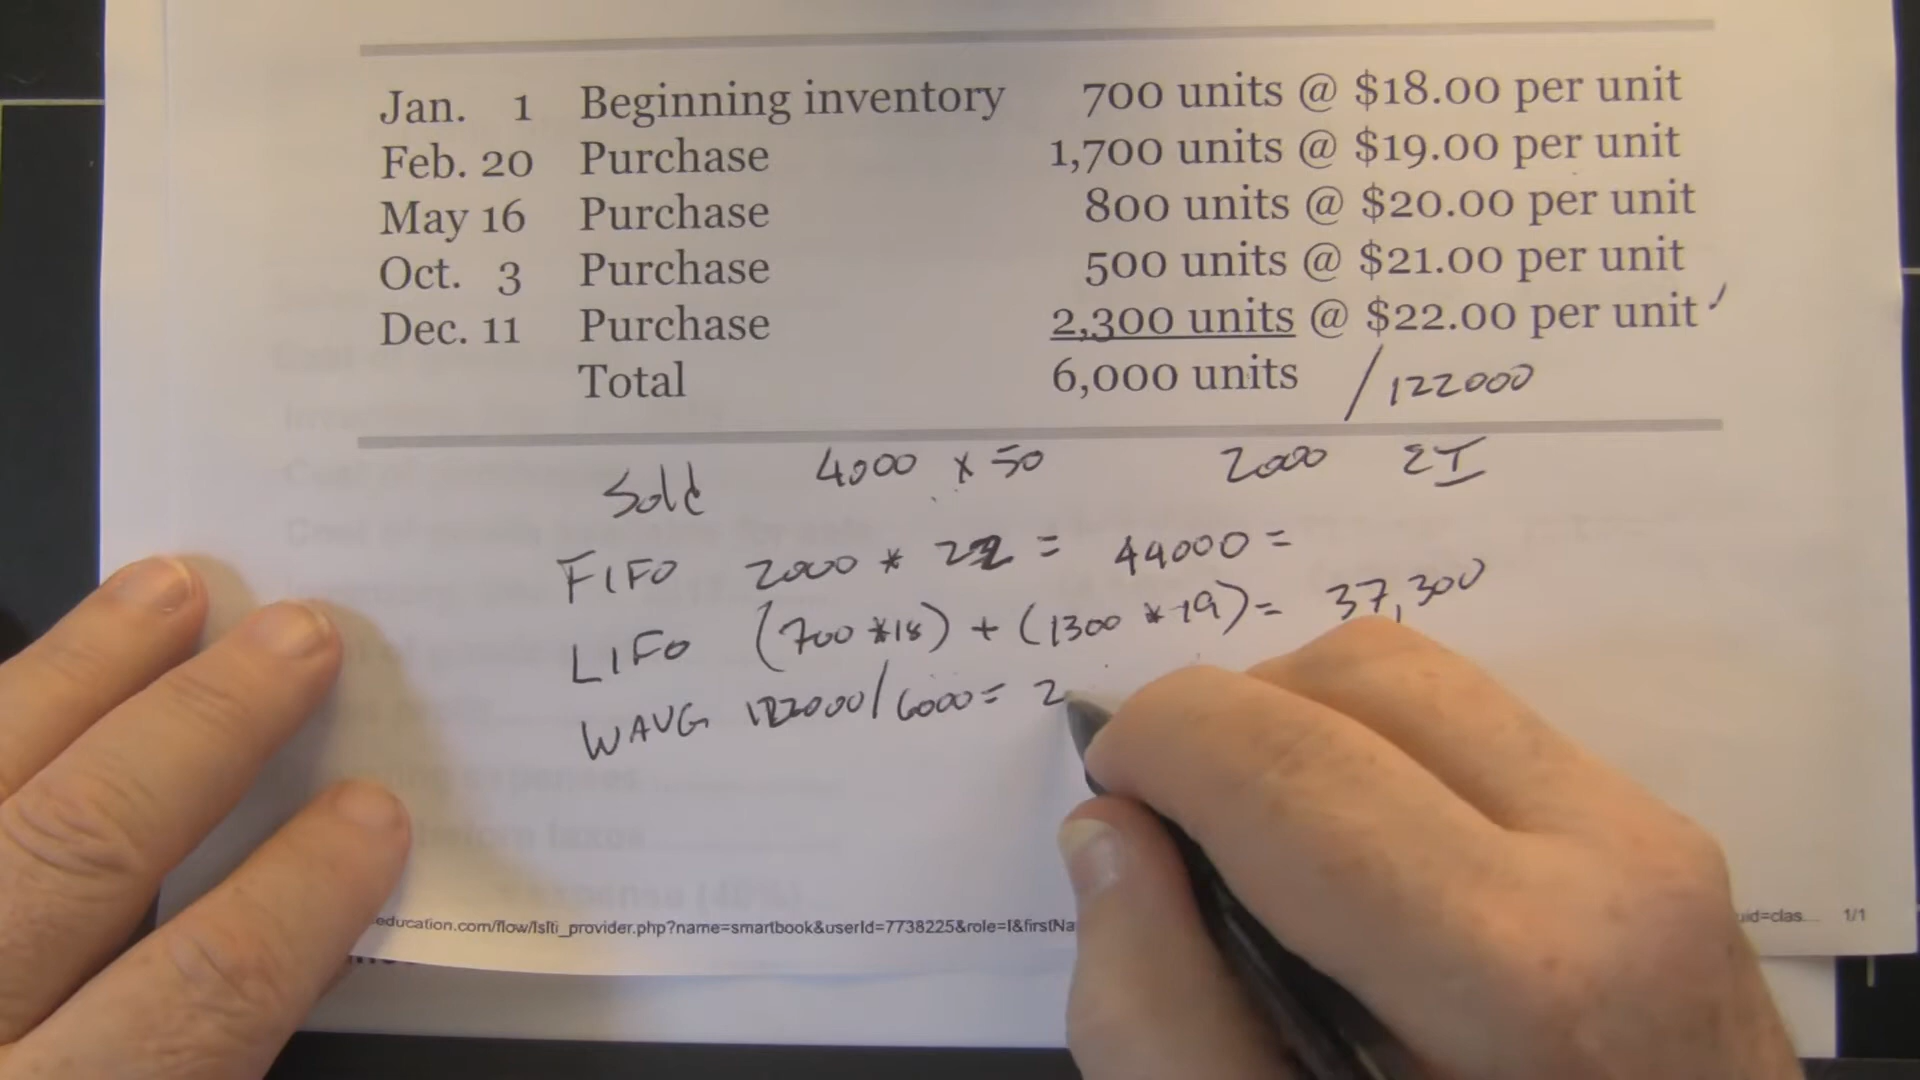 Jan. 1 Beginning inventory 700 units @ $18.00 per unit
Feb. 20 Purchase 1,700 units @ $19.00 per unit
May 16 Purchase 800 units @ $20.00 per unit
Oct. 3 Purchase 500 units @ $21.00 per unit
Dec. 11 Purchase 2,300 units @ $22.00 per unit
Total 6,000 units / 122000
Sold 4000 x 50 2000 EI
FIFO 2000 * 22 = 44000 =
LIFO (700 *18) + (1300 *19) = 37,300
WAVG 122000/6000= 2
education.com/flow/lslti_provider.php?name=smartbook&userId=7738225&role=I&firstNa uid=clas... 1/1